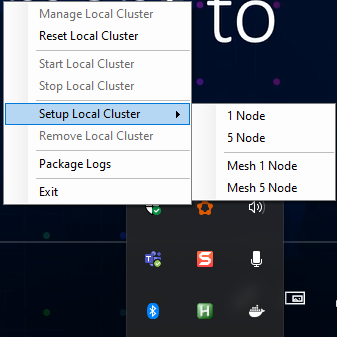 to
Manage Local Cluster
Reset Local Cluster
Start Local Cluster
Stop Local Cluster
Setup Local Cluster
Remove Local Cluster
Package Logs
Exit
1 Node
5 Node
Mesh 1 Node
Mesh 5 Node
S
H